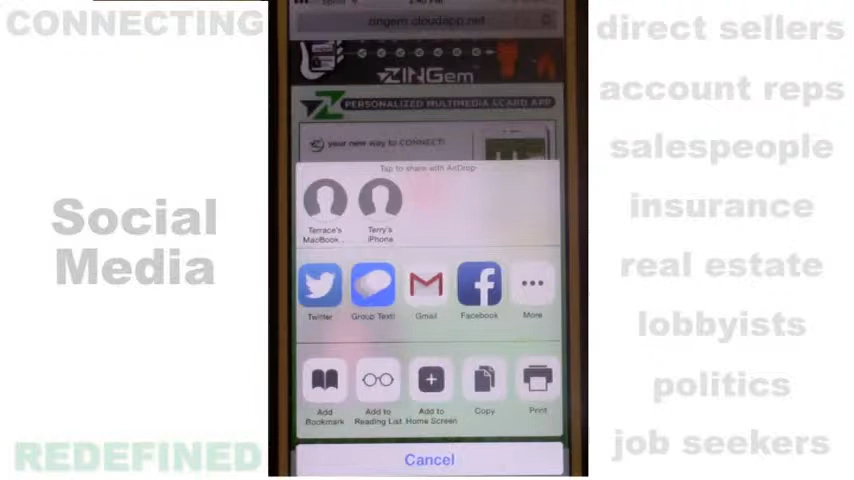 CONNECTING
Social
Media
REDEFINED
zingem.cloudapp.net
ZINGem
PERSONALIZED MULTIMEDIA ECARD APP
your new way to CONNECT!
Tap to share with AirDrop
Terrace's
MacBook...
Terry's
iPhone
Twitter
Group Text!
Gmail
Facebook
More
Add
Bookmark
Add to
Reading List
Add to
Home Screen
Copy
Print
Cancel
direct sellers
account reps
salespeople
insurance
real estate
lobbyists
politics
job seekers